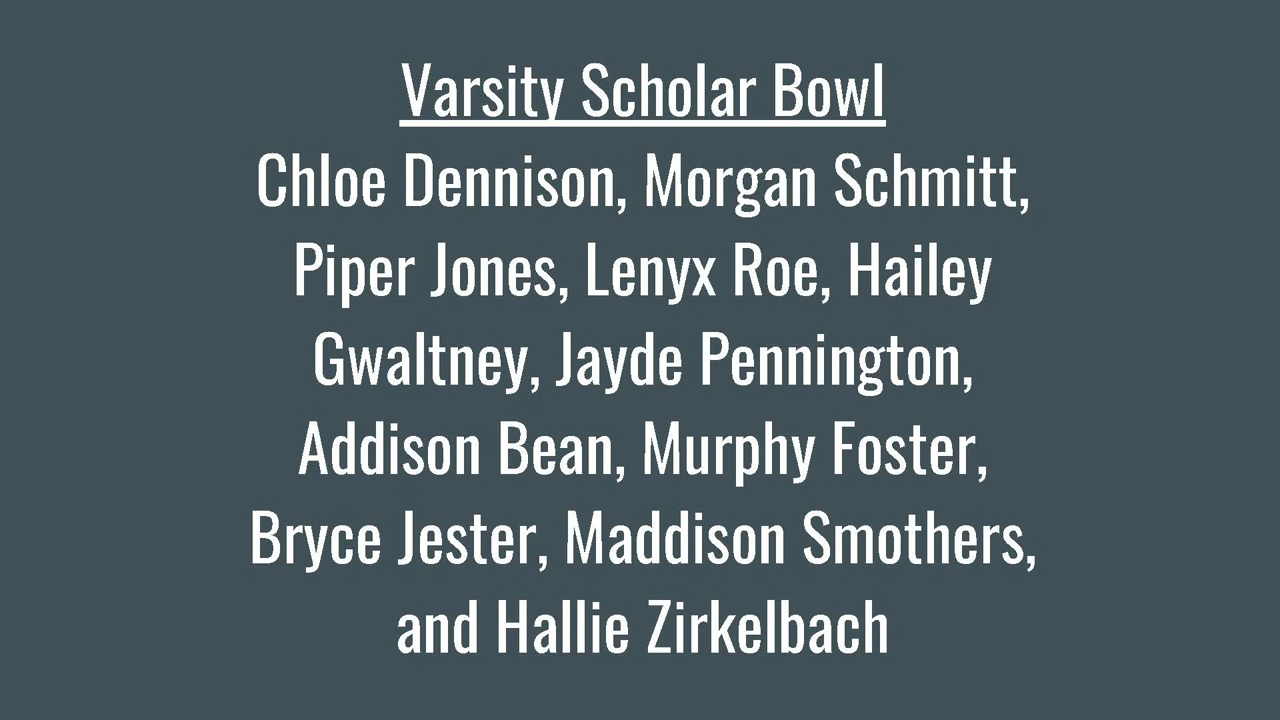 Varsity Scholar Bowl
Chloe Dennison, Morgan Schmitt,
Piper Jones, Lenyx Roe, Hailey
Gwaltney, Jayde Pennington,
Addison Bean, Murphy Foster,
Bryce Jester, Maddison Smothers,
and Hallie Zirkelbach